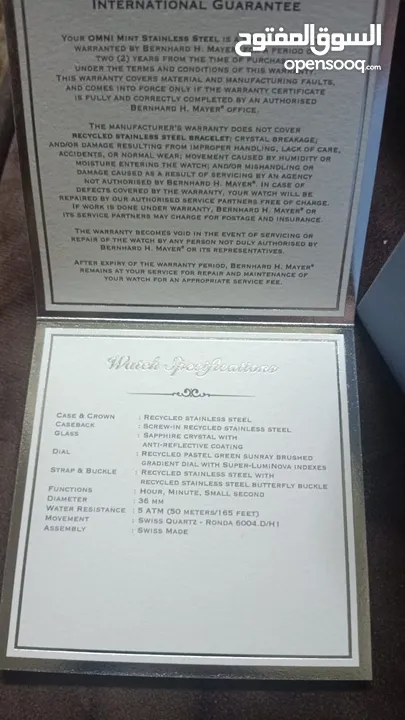 السوق المفتوح
opensooq.com
INTERNATIONAL GUARANTEE
YOUR OMNI MINT STAINLESS STEEL IS
WARRANTED BY BERNHARD H. MAYER® PERIOD OF
TWO (2) YEARS FROM THE TIME OF PURCHASE
UNDER THE TERMS AND CONDITIONS OF THIS WARRANTY.
THIS WARRANTY COVERS MATERIAL AND MANUFACTURING FAULTS,
AND COMES INTO FORCE ONLY IF THE WARRANTY CERTIFICATE
IS FULLY AND CORRECTLY COMPLETED BY AN AUTHORISED
BERNHARD H. MAYER® OFFICE.
THE MANUFACTURER'S WARRANTY DOES NOT COVER
RECYCLED STAINLESS STEEL BRACELET; CRYSTAL BREAKAGE;
AND/OR DAMAGE RESULTING FROM IMPROPER HANDLING, LACK OF CARE,
ACCIDENTS, OR NORMAL WEAR; MOVEMENT CAUSED BY HUMIDITY OR
MOISTURE ENTERING THE WATCH; AND/OR MISHANDLING OR
DAMAGE CAUSED AS A RESULT OF SERVICING BY AN AGENCY
NOT AUTHORISED BY BERNHARD H. MAYER®. IN CASE OF
DEFECTS COVERED BY THE WARRANTY, YOUR WATCH WILL BE
REPAIRED BY OUR AUTHORISED SERVICE PARTNERS FREE OF CHARGE.
IF WORK IS DONE UNDER WARRANTY, BERNHARD H. MAYER® OR
ITS SERVICE PARTNERS MAY CHARGE FOR POSTAGE AND INSURANCE.
THE WARRANTY BECOMES VOID IN THE EVENT OF SERVICING OR
REPAIR OF THE WATCH BY ANY PERSON NOT DULY AUTHORISED BY
BERNHARD H. MAYER® OR ITS REPRESENTATIVES.
AFTER EXPIRY OF THE WARRANTY PERIOD, BERNHARD H. MAYER®
REMAINS AT YOUR SERVICE FOR REPAIR AND MAINTENANCE OF
YOUR WATCH FOR AN APPROPRIATE SERVICE FEE.
Watch Specifications
CASE & CROWN : RECYCLED STAINLESS STEEL
CASEBACK : SCREW-IN RECYCLED STAINLESS STEEL
GLASS : SAPPHIRE CRYSTAL WITH
ANTI-REFLECTIVE COATING
DIAL : RECYCLED PASTEL GREEN SUNRAY BRUSHED
GRADIENT DIAL WITH SUPER-LUMINOVA INDEXES
STRAP & BUCKLE : RECYCLED STAINLESS STEEL WITH
RECYCLED STAINLESS STEEL BUTTERFLY BUCKLE
FUNCTIONS : HOUR, MINUTE, SMALL SECOND
DIAMETER : 36 MM
WATER RESISTANCE : 5 ATM (50 METERS/165 FEET)
MOVEMENT : SWISS QUARTZ - RONDA 6004.D/H1
ASSEMBLY : SWISS MADE